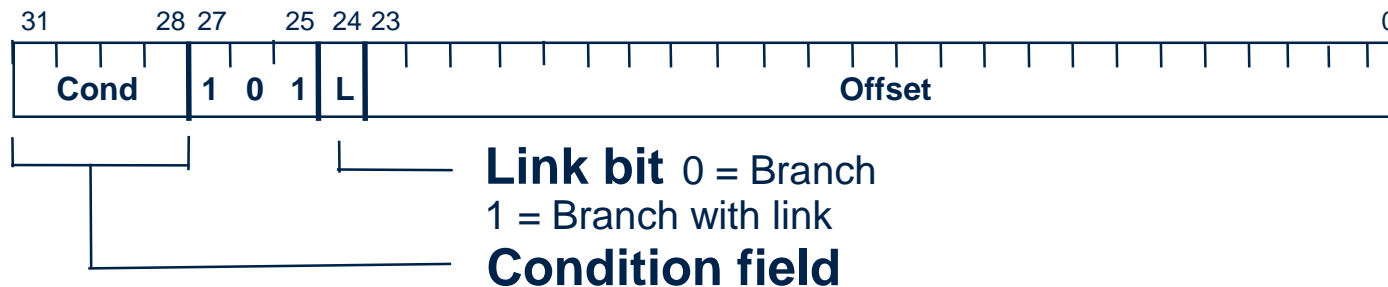 31 28 27 25 24 23 0
Cond 1 0 1 L Offset
Link bit 0 = Branch
1 = Branch with link
Condition field